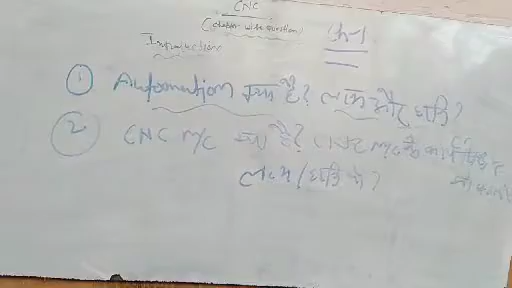 CNC
(Chapter wise question)
Ch-1
Introduction
① Automation क्या है? लाभ और हानि?
② CNC M/C क्या है? CNC M/C के कार्य
लाभ / हानि